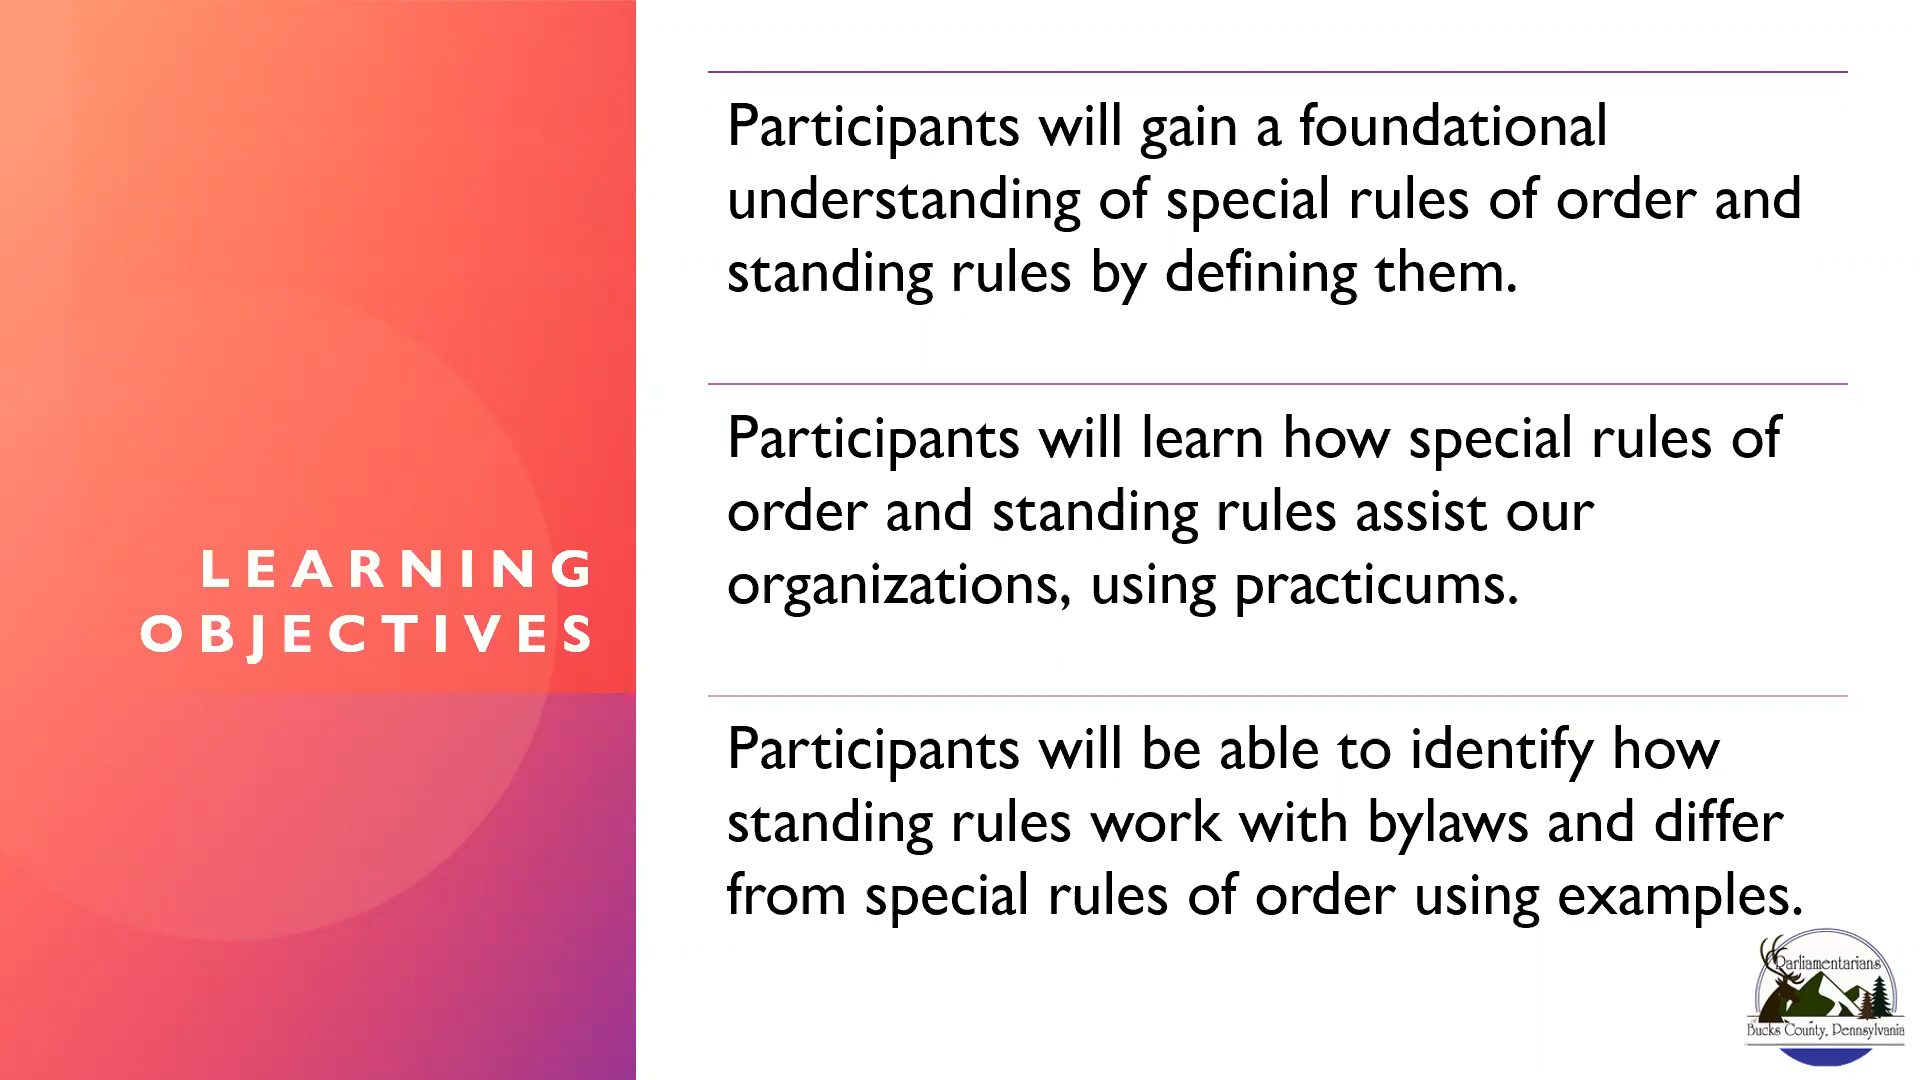 LEARNING
OBJECTIVES
Participants will gain a foundational
understanding of special rules of order and
standing rules by defining them.
Participants will learn how special rules of
order and standing rules assist our
organizations, using practicums.
Participants will be able to identify how
standing rules work with bylaws and differ
from special rules of order using examples.
Parliamentarians
Bucks County, Pennsylvania